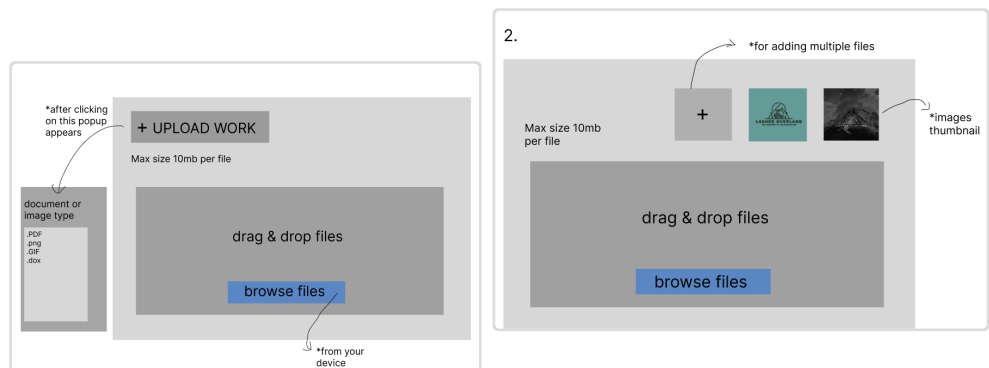 *after clicking
on this popup
appears
+ UPLOAD WORK
Max size 10mb per file
document or
image type
.PDF
.png
.GIF
.dox
drag & drop files
browse files
*from your
device
2.
*for adding multiple files
+
LASHER OVERLAND
*images
thumbnail
Max size 10mb
per file
drag & drop files
browse files